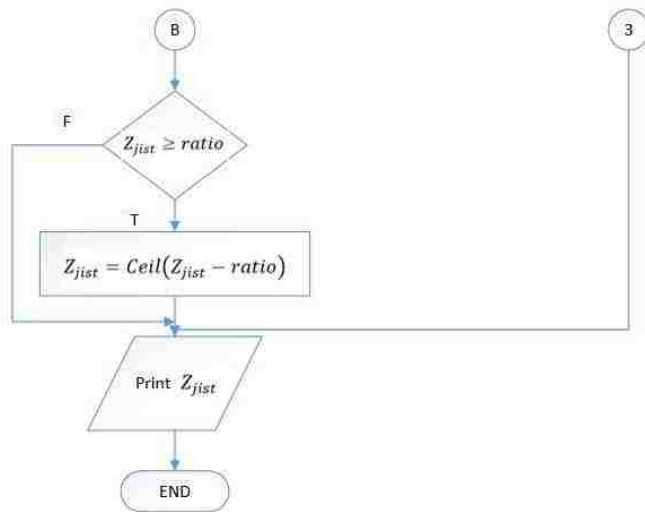 B
3
F
Z_jist ≥ ratio
T
Z_jist = Ceil(Z_jist − ratio)
Print Z_jist
END